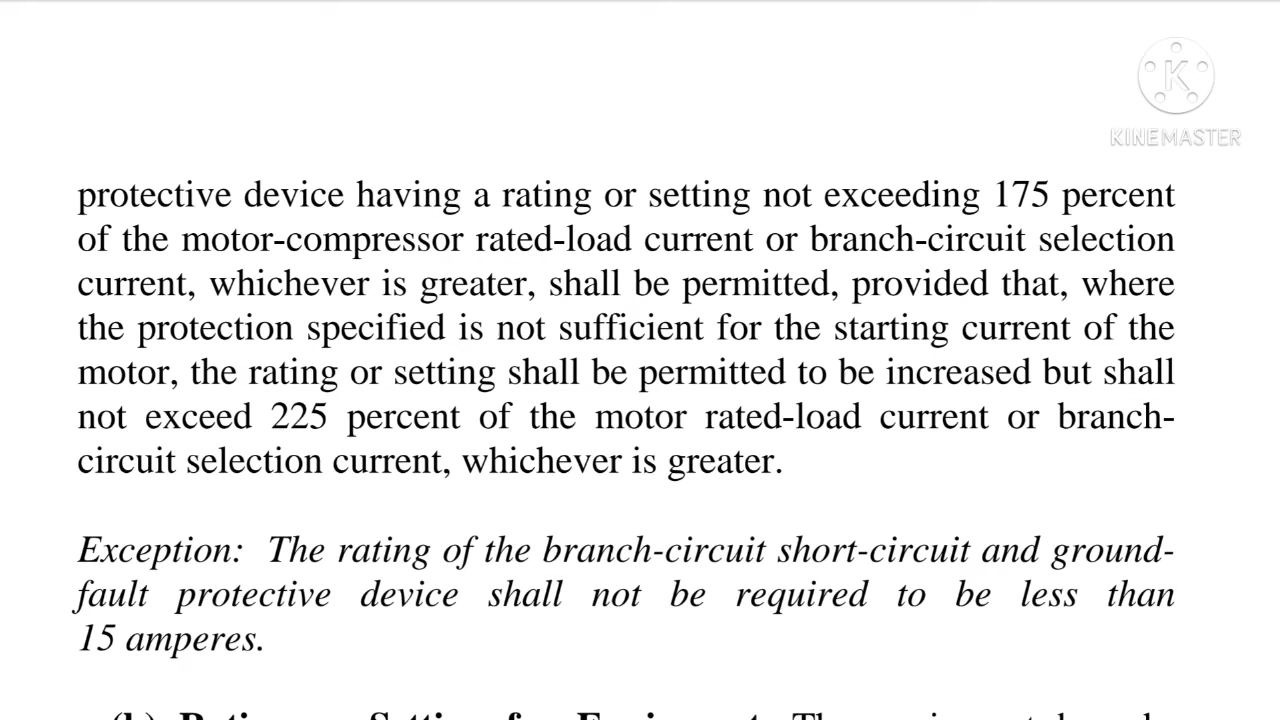 KINEMASTER
protective device having a rating or setting not exceeding 175 percent
of the motor-compressor rated-load current or branch-circuit selection
current, whichever is greater, shall be permitted, provided that, where
the protection specified is not sufficient for the starting current of the
motor, the rating or setting shall be permitted to be increased but shall
not exceed 225 percent of the motor rated-load current or branch-
circuit selection current, whichever is greater.
Exception: The rating of the branch-circuit short-circuit and ground-
fault protective device shall not be required to be less than
15 amperes.